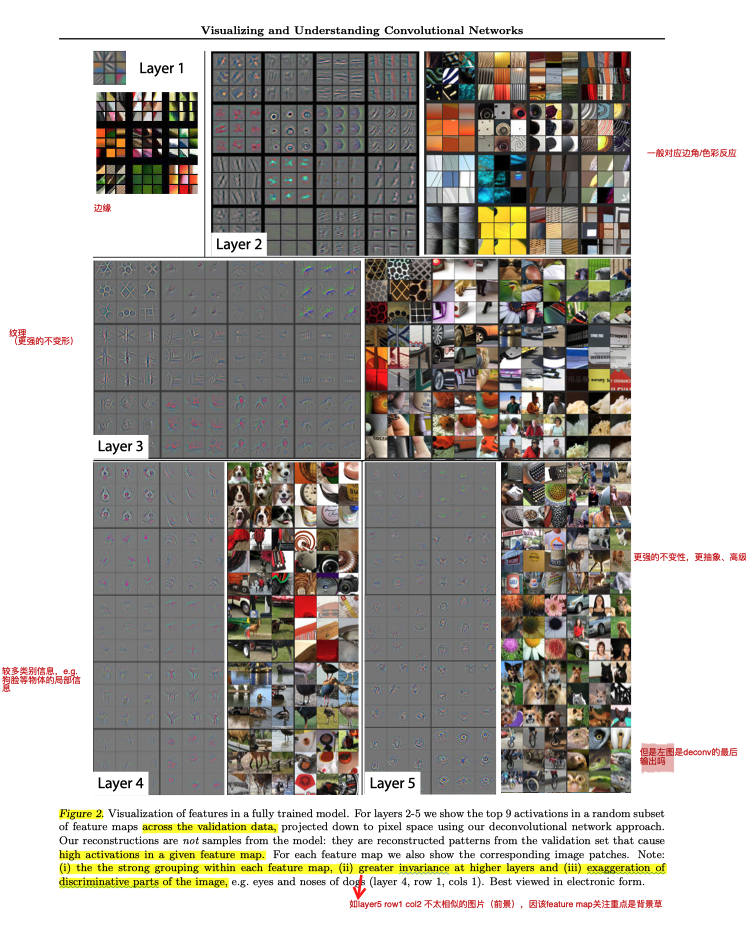 Visualizing and Understanding Convolutional Networks
Layer 1
边缘
Layer 2
一般对应边角/色彩反应
纹理
（更强的不变形）
Layer 3
更强的不变性，更抽象、高级
较多类别信息，e.g.
狗脸等物体的局部信
息
Layer 4
Layer 5
但是左图是deconv的最后
输出吗
Figure 2. Visualization of features in a fully trained model. For layers 2-5 we show the top 9 activations in a random subset
of feature maps across the validation data, projected down to pixel space using our deconvolutional network approach.
Our reconstructions are not samples from the model: they are reconstructed patterns from the validation set that cause
high activations in a given feature map. For each feature map we also show the corresponding image patches. Note:
(i) the the strong grouping within each feature map, (ii) greater invariance at higher layers and (iii) exaggeration of
discriminative parts of the image, e.g. eyes and noses of dogs (layer 4, row 1, cols 1). Best viewed in electronic form.
如layer5 row1 col2 不太相似的图片（前景），因该feature map关注重点是背景草